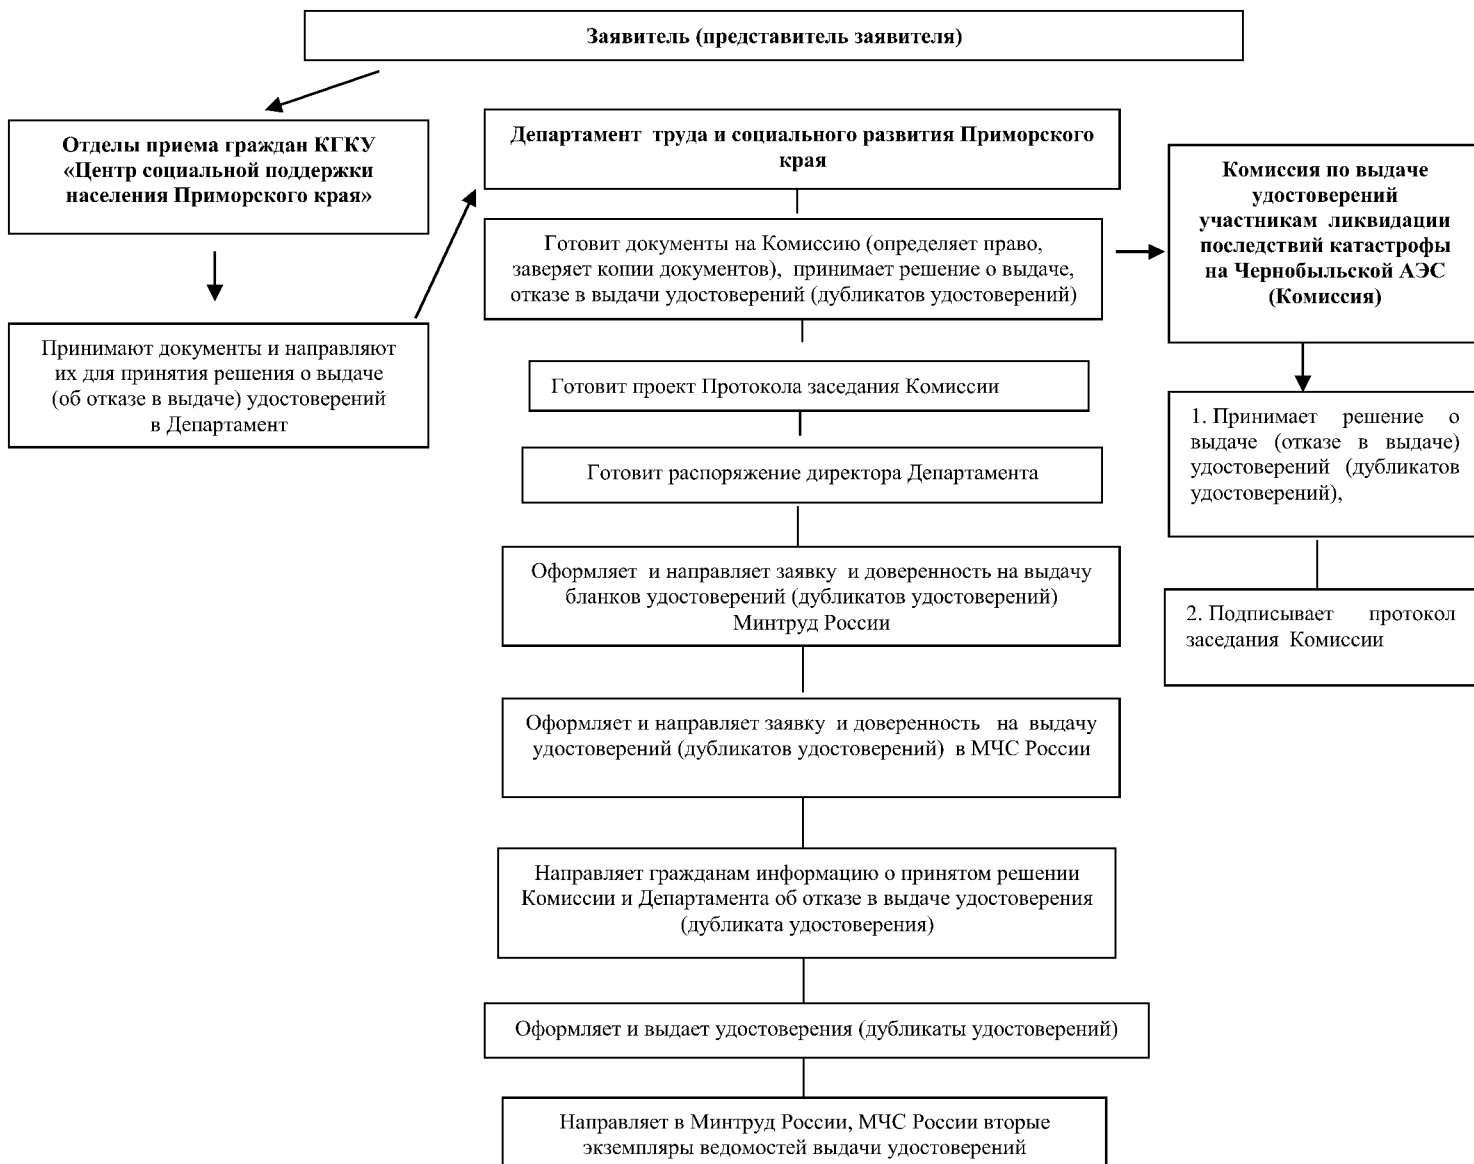 Заявитель (представитель заявителя)
Отделы приема граждан КГКУ
«Центр социальной поддержки
населения Приморского края»
Принимают документы и направляют
их для принятия решения о выдаче
(об отказе в выдаче) удостоверений
в Департамент
Департамент труда и социального развития Приморского
края
Готовит документы на Комиссию (определяет право,
заверяет копии документов), принимает решение о выдаче,
отказе в выдачи удостоверений (дубликатов удостоверений)
Готовит проект Протокола заседания Комиссии
Готовит распоряжение директора Департамента
Оформляет и направляет заявку и доверенность на выдачу
бланков удостоверений (дубликатов удостоверений)
Минтруд России
Оформляет и направляет заявку и доверенность на выдачу
удостоверений (дубликатов удостоверений) в МЧС России
Направляет гражданам информацию о принятом решении
Комиссии и Департамента об отказе в выдаче удостоверения
(дубликата удостоверения)
Оформляет и выдает удостоверения (дубликаты удостоверений)
Направляет в Минтруд России, МЧС России вторые
экземпляры ведомостей выдачи удостоверений
Комиссия по выдаче
удостоверений
участникам ликвидации
последствий катастрофы
на Чернобыльской АЭС
(Комиссия)
1. Принимает решение о
выдаче (отказе в выдаче)
удостоверений (дубликатов
удостоверений),
2. Подписывает протокол
заседания Комиссии